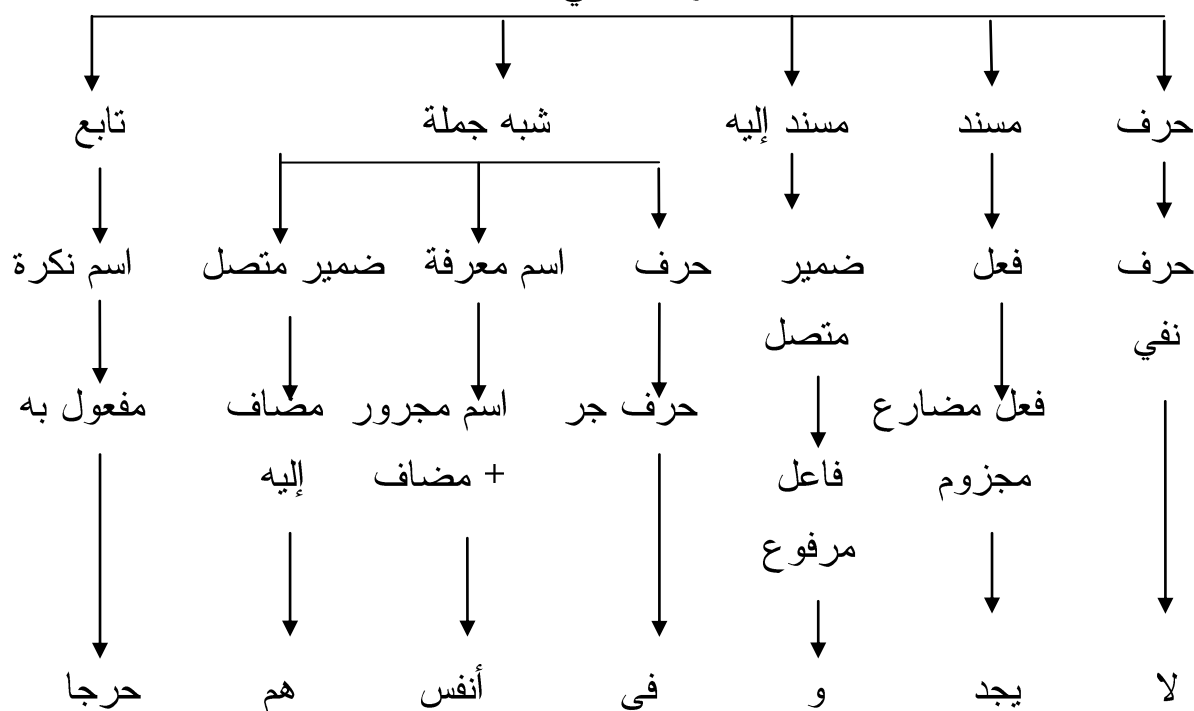 حرف مسند مسند إليه شبه جملة تابع
حرف فعل ضمير حرف اسم معرفة ضمير متصل اسم نكرة
نفي متصل
فعل مضارع حرف جر اسم مجرور مضاف مفعول به
مجزوم فاعل + مضاف إليه
مرفوع
لا يجد و في أنفس هم حرجا